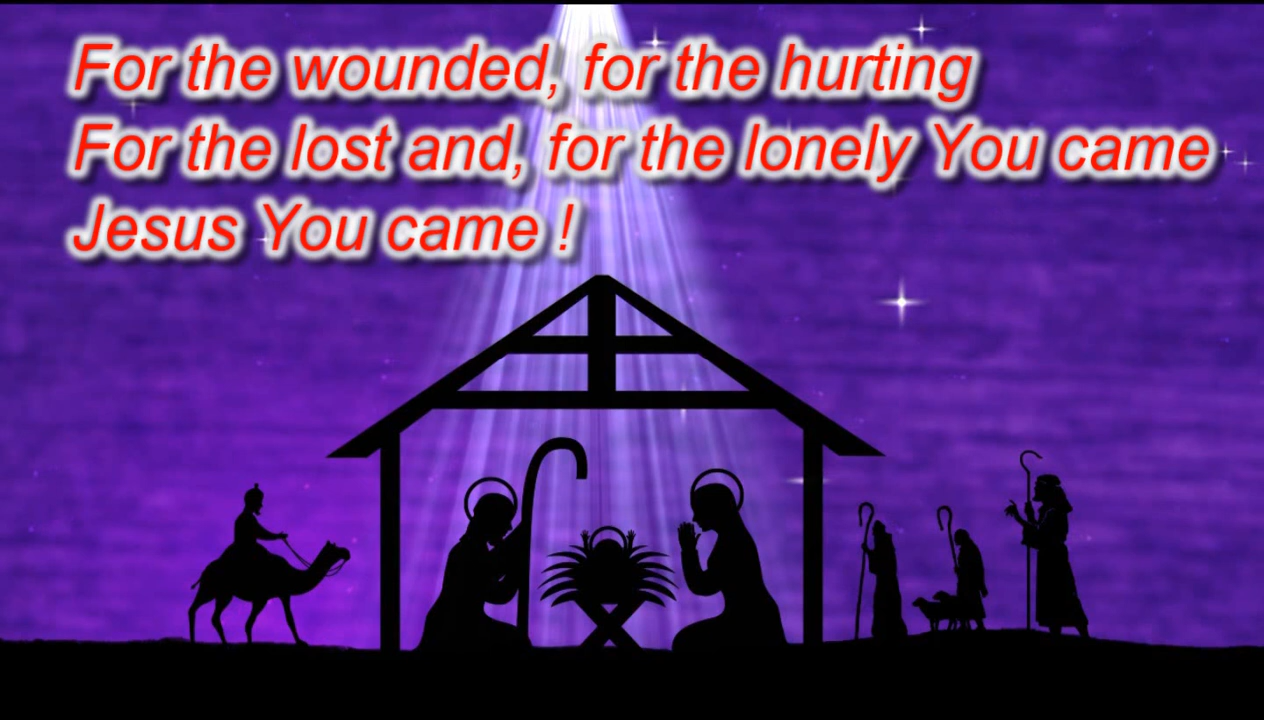 For the wounded, for the hurting
For the lost and, for the lonely You came
Jesus You came !